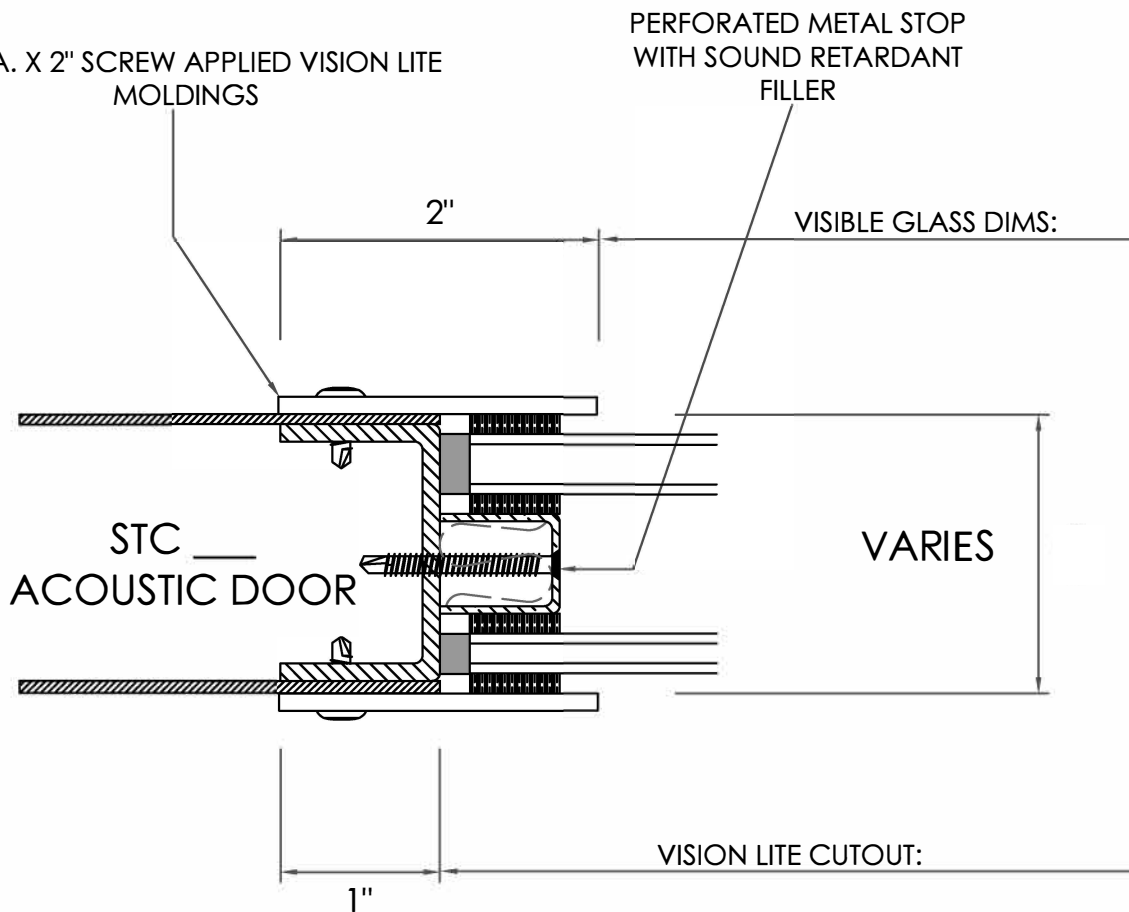 A. X 2" SCREW APPLIED VISION LITE
MOLDINGS
PERFORATED METAL STOP
WITH SOUND RETARDANT
FILLER
2"
VISIBLE GLASS DIMS:
STC ___
ACOUSTIC DOOR
VARIES
VISION LITE CUTOUT:
1"